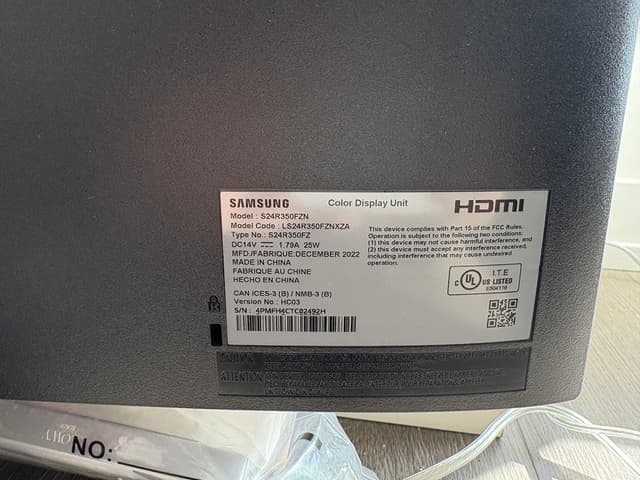 SAMSUNG
Color Display Unit
HDMI
Model : S24R350FZN
Model Code : LS24R350FZNXZA
Type No.: S24R350FZ
DC14V ⎓ 1.79A 25W
MFD./FABRIQUE:DECEMBER 2022
MADE IN CHINA
FABRIQUE AU CHINE
HECHO EN CHINA
CAN ICES-3 (B) / NMB-3 (B)
Version No : HC03
S/N : 4PMFH4CTC02492H
This device complies with Part 15 of the FCC Rules.
Operation is subject to the following two conditions:
(1) this device may not cause harmful interference, and
(2) this device must accept any interference received,
including interference that may cause undesired
operation.
C UL US LISTED
I.T.E
E504116
K
CAUTION
ATTENTION
NO: